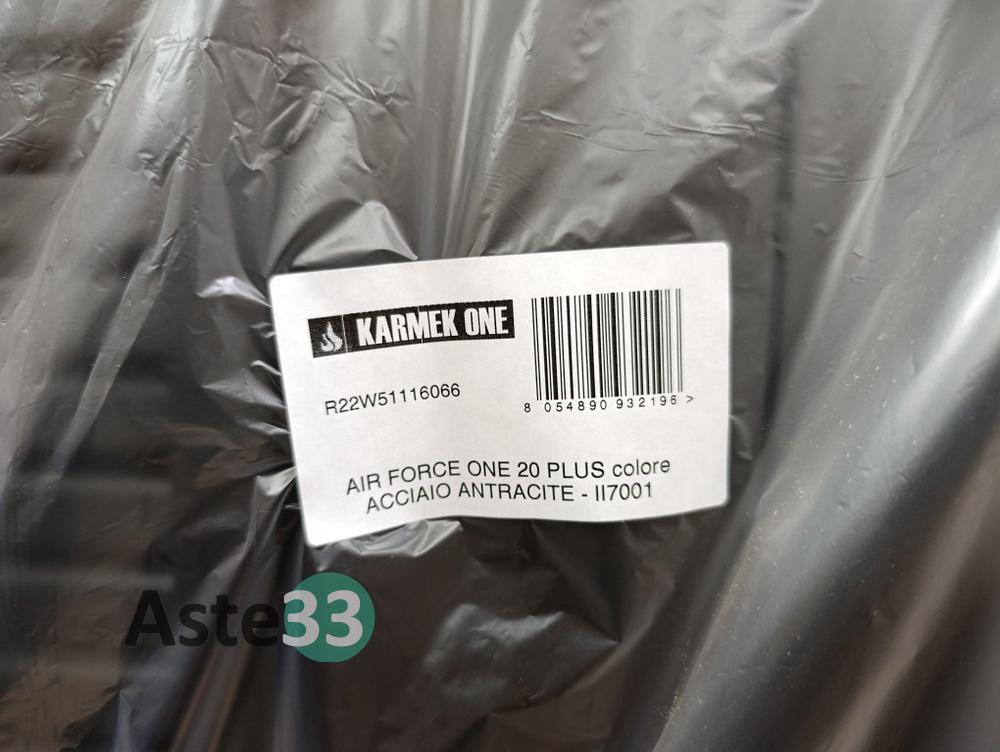 KARMEK ONE
R22W51116066
8 054890 932196 >
AIR FORCE ONE 20 PLUS colore
ACCIAIO ANTRACITE - II7001
Aste33